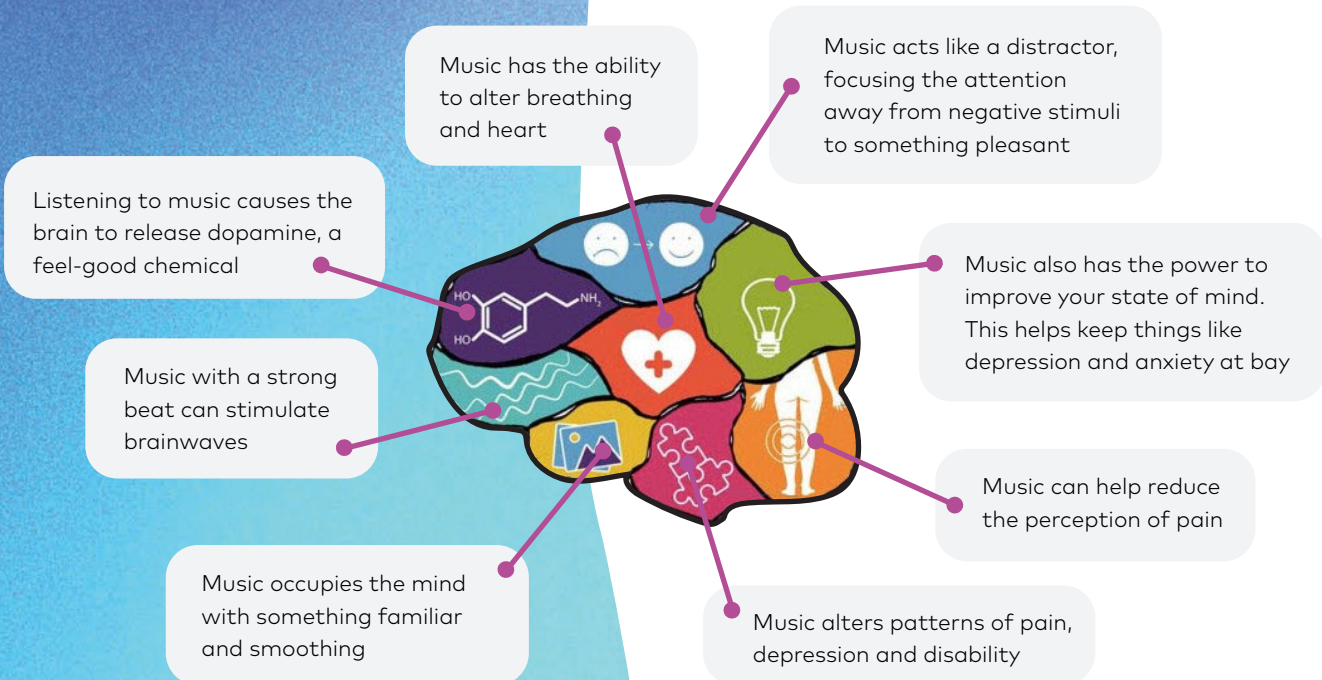 Music has the ability
to alter breathing
and heart
Music acts like a distractor,
focusing the attention
away from negative stimuli
to something pleasant
Listening to music causes the
brain to release dopamine, a
feel-good chemical
Music also has the power to
improve your state of mind.
This helps keep things like
depression and anxiety at bay
HO
NH₂
HO
Music with a strong
beat can stimulate
brainwaves
Music can help reduce
the perception of pain
Music occupies the mind
with something familiar
and smoothing
Music alters patterns of pain,
depression and disability